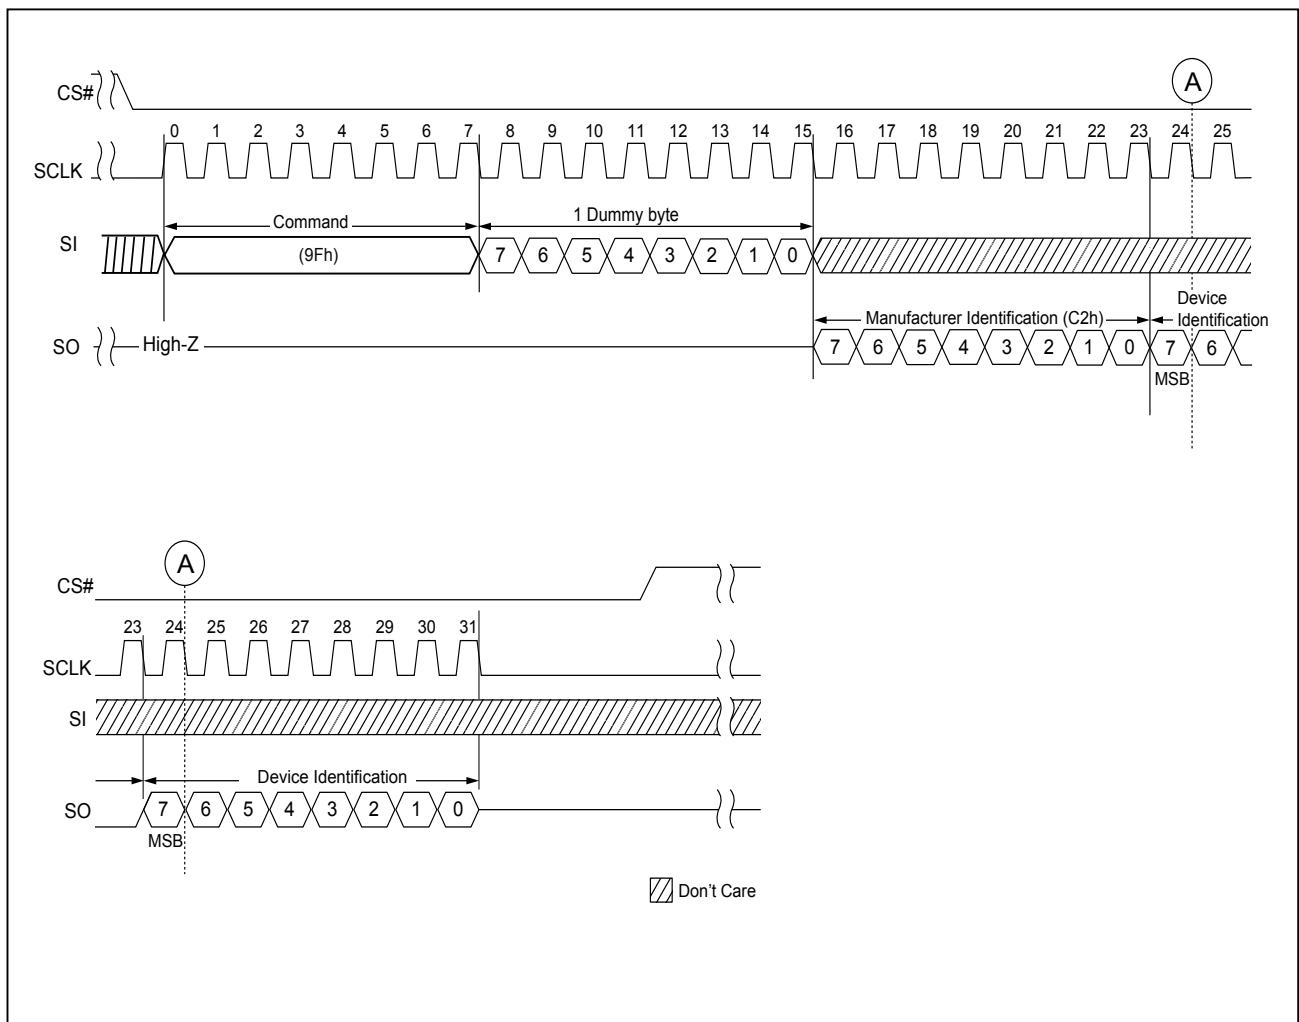 A
CS#
0 1 2 3 4 5 6 7 8 9 10 11 12 13 14 15 16 17 18 19 20 21 22 23 24 25
SCLK
Command 1 Dummy byte
SI (9Fh) 7 6 5 4 3 2 1 0
Device
Manufacturer Identification (C2h) Identification
SO High-Z 7 6 5 4 3 2 1 0 7 6
MSB
A
CS#
23 24 25 26 27 28 29 30 31
SCLK
SI
Device Identification
SO 7 6 5 4 3 2 1 0
MSB
Don't Care